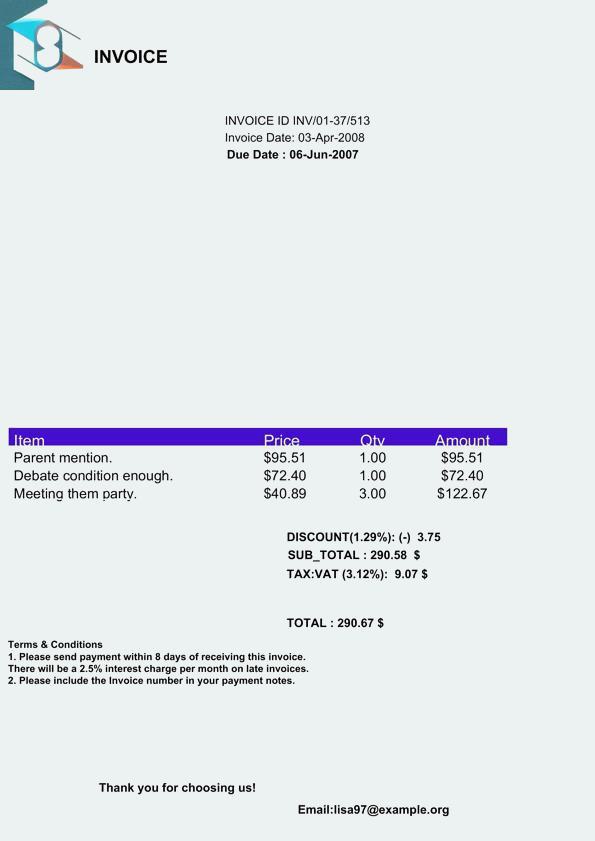 INVOICE
INVOICE ID INV/01-37/513
Invoice Date: 03-Apr-2008
Due Date : 06-Jun-2007
Item Price Qty Amount
Parent mention. $95.51 1.00 $95.51
Debate condition enough. $72.40 1.00 $72.40
Meeting them party. $40.89 3.00 $122.67
DISCOUNT(1.29%): (-) 3.75
SUB_TOTAL : 290.58 $
TAX:VAT (3.12%): 9.07 $
TOTAL : 290.67 $
Terms & Conditions
1. Please send payment within 8 days of receiving this invoice.
There will be a 2.5% interest charge per month on late invoices.
2. Please include the Invoice number in your payment notes.
Thank you for choosing us!
Email:lisa97@example.org